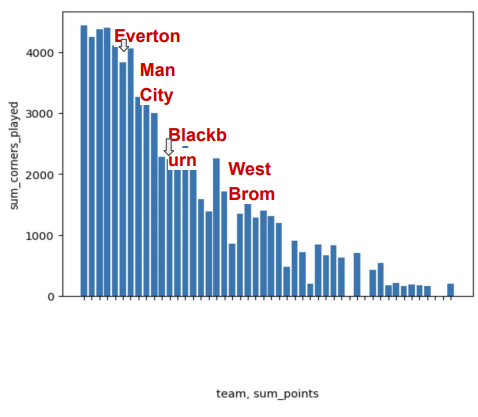 Everton
4000
Man
City
3000
Blackb
urn
2000
West
Brom
1000
0
sum_corners_played
team, sum_points